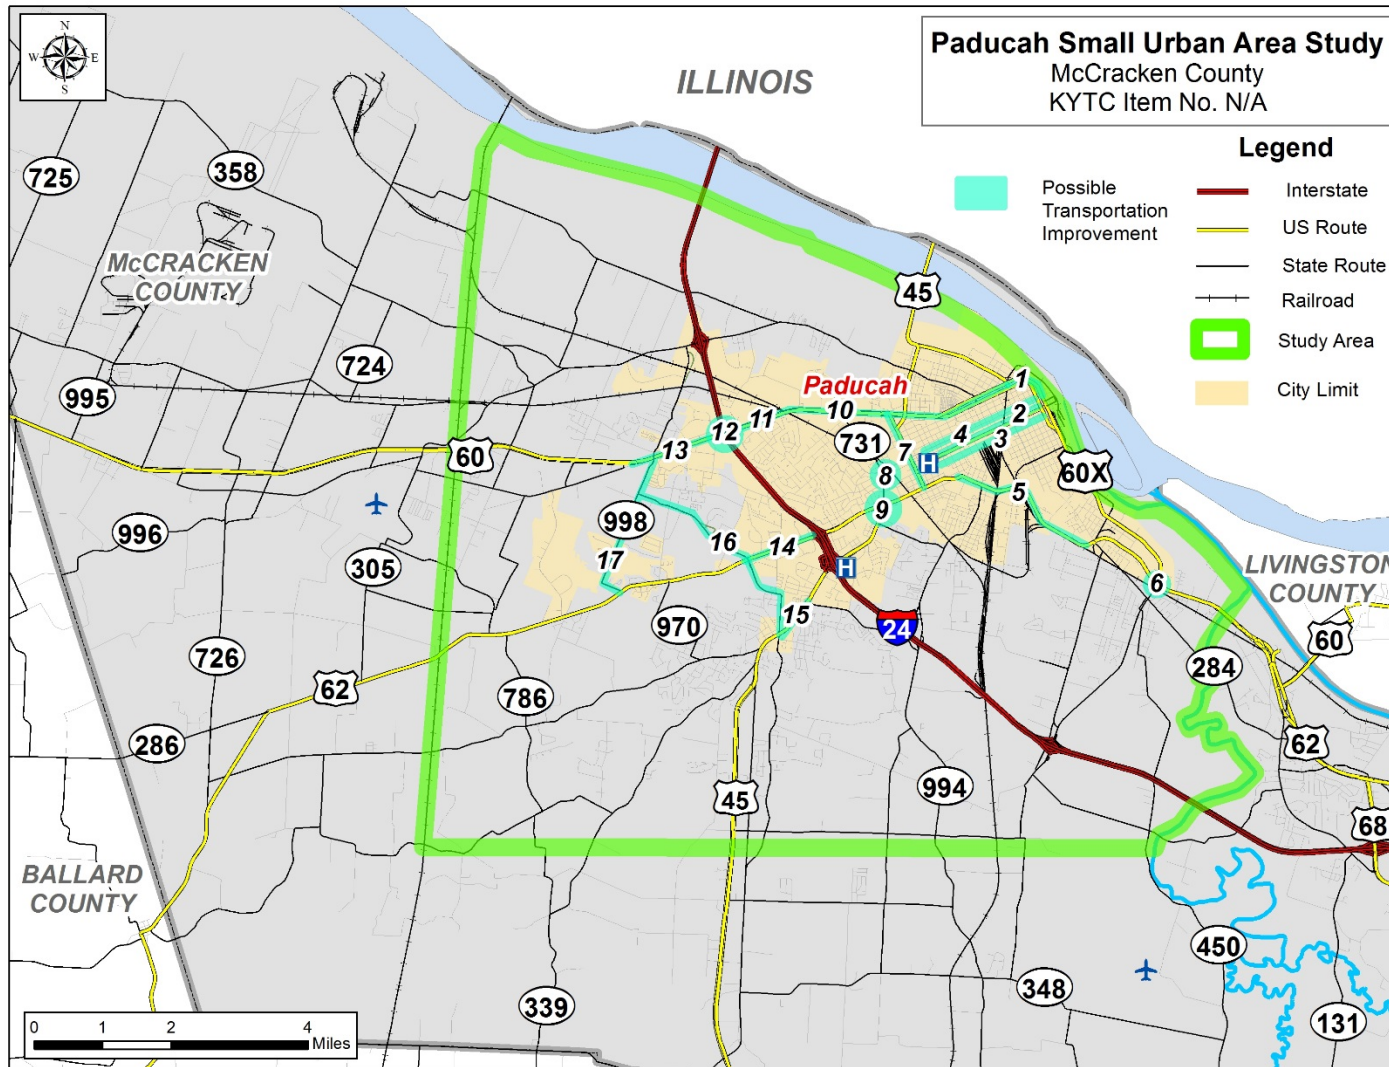 N
W
E
S
ILLINOIS
Paducah Small Urban Area Study
McCracken County
KYTC Item No. N/A
Legend
Possible
Transportation
Improvement
Interstate
US Route
State Route
Railroad
Study Area
City Limit
725
358
McCRACKEN
COUNTY
45
724
995
Paducah
1
2
3
4
10
11
12
13
731
7
H
8
9
5
60X
60
996
998
305
16
14
17
H
15
6
LIVINGSTON
COUNTY
970
24
60
726
284
62
786
286
62
45
994
68
BALLARD
COUNTY
450
339
348
131
0
1
2
4
Miles